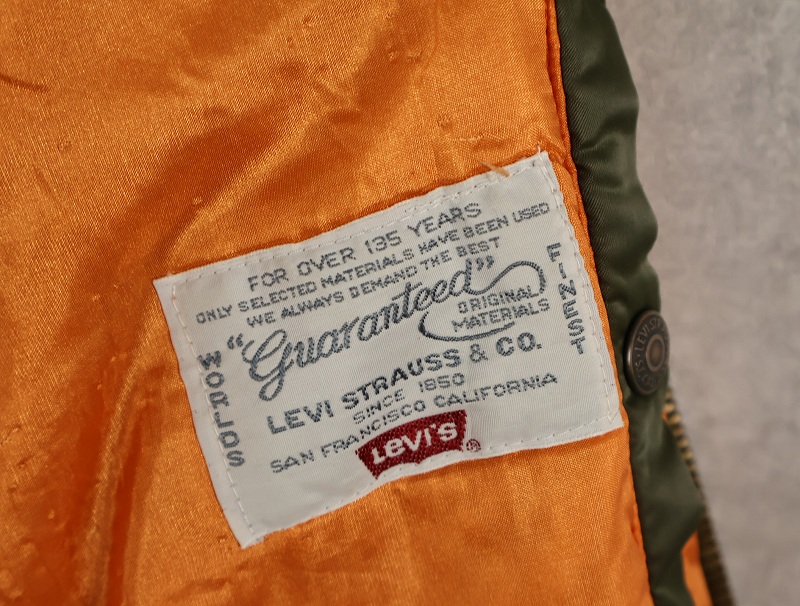 FOR OVER 135 YEARS
ONLY SELECTED MATERIALS HAVE BEEN USED
WE ALWAYS DEMAND THE BEST
"Guaranteed"
ORIGINAL
MATERIALS
WORLDS
FINEST
LEVI STRAUSS & CO.
SINCE 1850
SAN FRANCISCO CALIFORNIA
Levi's®